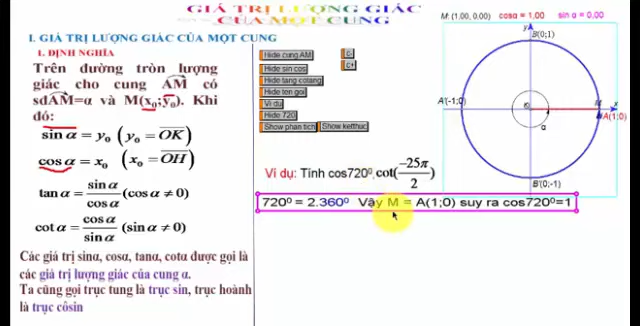 GIÁ TRỊ LƯỢNG GIÁC
CỦA MỘT CUNG
I. GIÁ TRỊ LƯỢNG GIÁC CỦA MỘT CUNG
1. ĐỊNH NGHĨA
Trên đường tròn lượng
giác cho cung AM có
sđAM=α và M(x₀;y₀). Khi
đó:
sin α = y₀ (y₀ = OK)
cos α = x₀ (x₀ = OH)
tan α = sin α / cos α (cos α ≠ 0)
cot α = cos α / sin α (sin α ≠ 0)
Các giá trị sinα, cosα, tanα, cotα được gọi là
các giá trị lượng giác của cung α.
Ta cũng gọi trục tung là trục sin, trục hoành
là trục côsin
Hide cung AM
Hide sin cos
Hide tang cotang
Hide ten goi
Vi du
Hide 720
Show phan tich
Show ketthuc
c-
c+
Ví dụ: Tính cos720⁰, cot(−25π/2)
720⁰ = 2.360⁰ Vậy M = A(1;0) suy ra cos720⁰=1
M: (1,00, 0,00) cosα = 1,00 sin α = 0,00
y
B(0;1)
A'(-1;0)
α
M
x
A(1;0)
B'(0;-1)